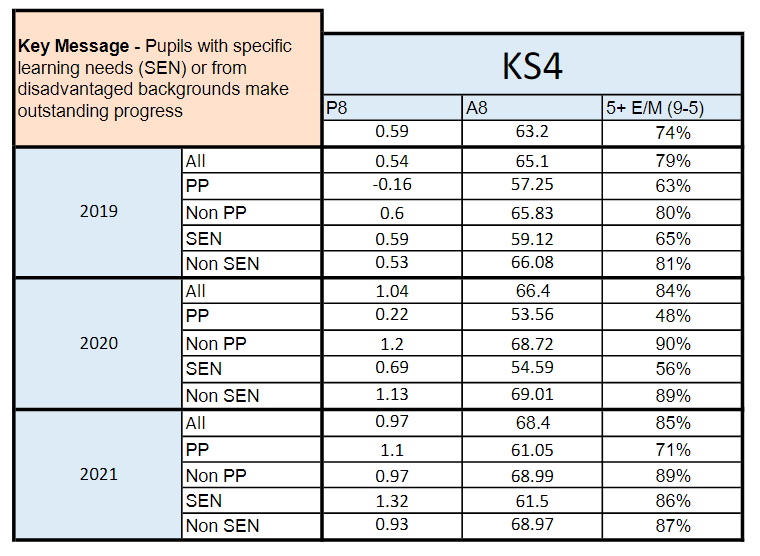 Key Message - Pupils with specific
learning needs (SEN) or from
disadvantaged backgrounds make
outstanding progress
KS4
P8 A8 5+ E/M (9-5)
0.59 63.2 74%
2019
All 0.54 65.1 79%
PP -0.16 57.25 63%
Non PP 0.6 65.83 80%
SEN 0.59 59.12 65%
Non SEN 0.53 66.08 81%
2020
All 1.04 66.4 84%
PP 0.22 53.56 48%
Non PP 1.2 68.72 90%
SEN 0.69 54.59 56%
Non SEN 1.13 69.01 89%
2021
All 0.97 68.4 85%
PP 1.1 61.05 71%
Non PP 0.97 68.99 89%
SEN 1.32 61.5 86%
Non SEN 0.93 68.97 87%